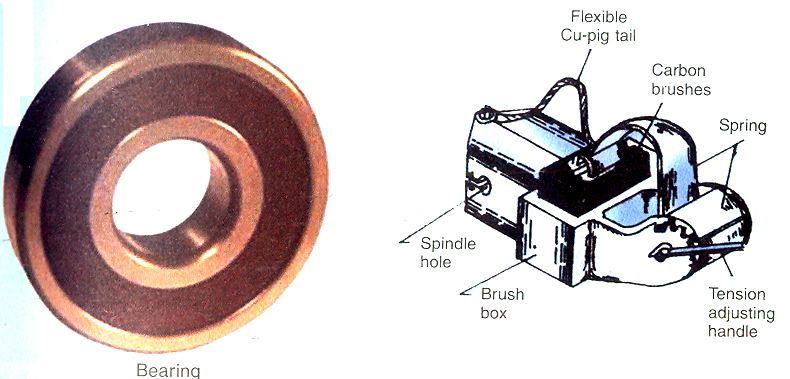 Flexible
Cu-pig tail
Carbon
brushes
Spring
Spindle
hole
Brush
box
Tension
adjusting
handle
Bearing